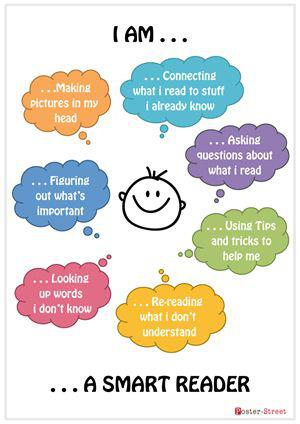 I AM . . .
. . . Making
pictures in my
head
. . . Connecting
what i read to stuff
i already know
. . . Asking
questions about
what i read
. . . Figuring
out what's
important
. . . Using Tips
and tricks to
help me
. . . Looking
up words
i don't know
. . . Re-reading
what i don't
understand
. . . A SMART READER
Poster-Street